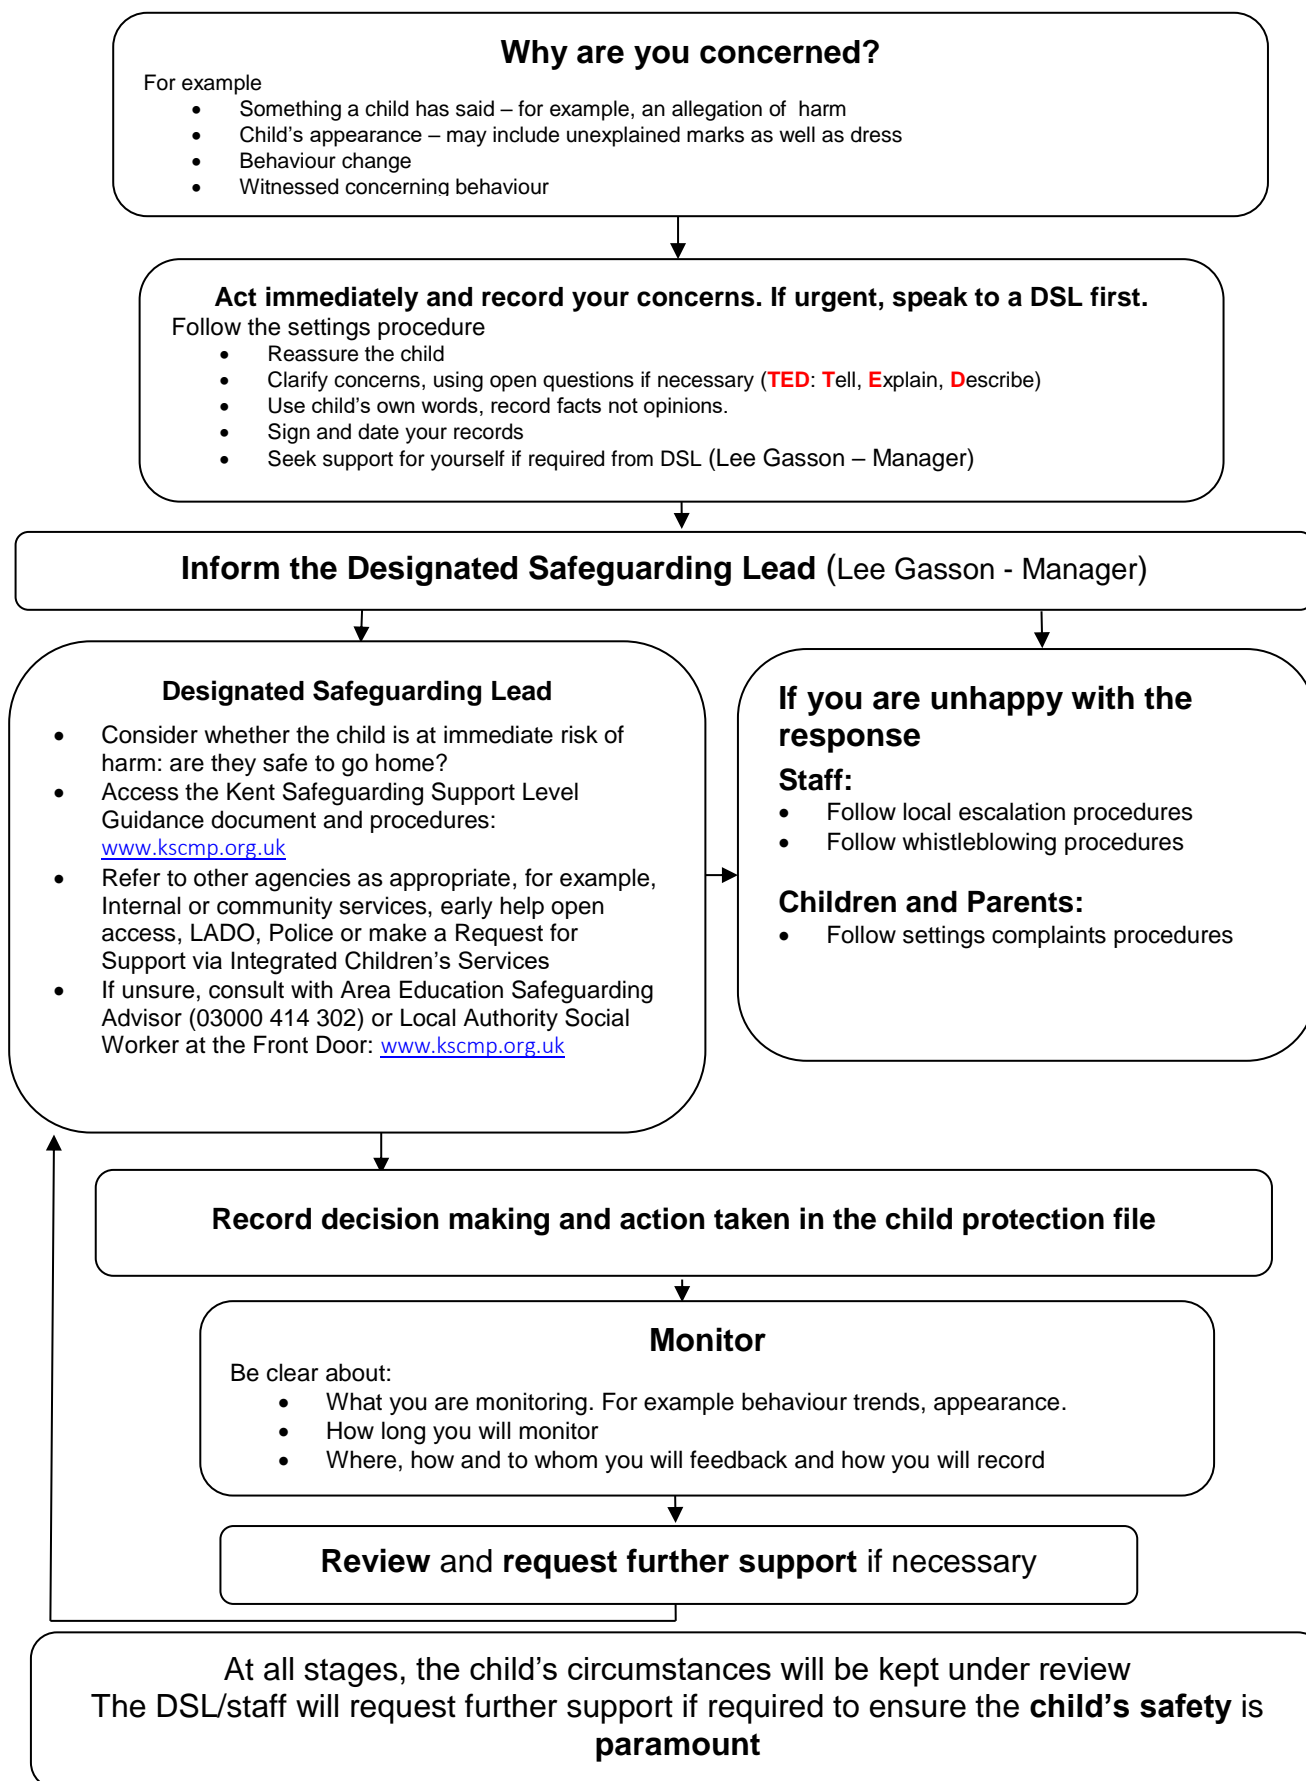 Why are you concerned?
For example
• Something a child has said – for example, an allegation of harm
• Child's appearance – may include unexplained marks as well as dress
• Behaviour change
• Witnessed concerning behaviour
Act immediately and record your concerns. If urgent, speak to a DSL first.
Follow the settings procedure
• Reassure the child
• Clarify concerns, using open questions if necessary (TED: Tell, Explain, Describe)
• Use child's own words, record facts not opinions.
• Sign and date your records
• Seek support for yourself if required from DSL (Lee Gasson – Manager)
Inform the Designated Safeguarding Lead (Lee Gasson - Manager)
Designated Safeguarding Lead
• Consider whether the child is at immediate risk of
harm: are they safe to go home?
• Access the Kent Safeguarding Support Level
Guidance document and procedures:
www.kscmp.org.uk
• Refer to other agencies as appropriate, for example,
Internal or community services, early help open
access, LADO, Police or make a Request for
Support via Integrated Children's Services
• If unsure, consult with Area Education Safeguarding
Advisor (03000 414 302) or Local Authority Social
Worker at the Front Door: www.kscmp.org.uk
If you are unhappy with the
response
Staff:
• Follow local escalation procedures
• Follow whistleblowing procedures
Children and Parents:
• Follow settings complaints procedures
Record decision making and action taken in the child protection file
Monitor
Be clear about:
• What you are monitoring. For example behaviour trends, appearance.
• How long you will monitor
• Where, how and to whom you will feedback and how you will record
Review and request further support if necessary
At all stages, the child's circumstances will be kept under review
The DSL/staff will request further support if required to ensure the child's safety is
paramount